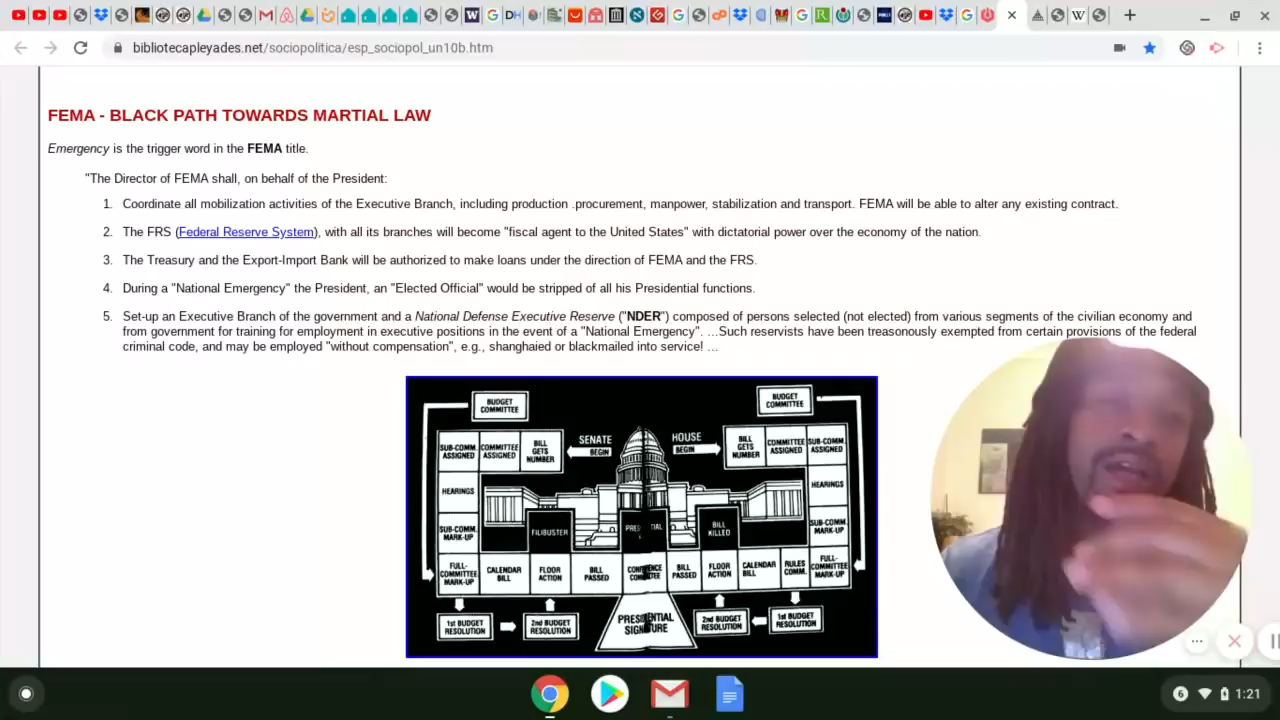 bibliotecapleyades.net/sociopolitica/esp_sociopol_un10b.htm
FEMA - BLACK PATH TOWARDS MARTIAL LAW
Emergency is the trigger word in the FEMA title.
"The Director of FEMA shall, on behalf of the President:
1. Coordinate all mobilization activities of the Executive Branch, including production .procurement, manpower, stabilization and transport. FEMA will be able to alter any existing contract.
2. The FRS (Federal Reserve System), with all its branches will become "fiscal agent to the United States" with dictatorial power over the economy of the nation.
3. The Treasury and the Export-Import Bank will be authorized to make loans under the direction of FEMA and the FRS.
4. During a "National Emergency" the President, an "Elected Official" would be stripped of all his Presidential functions.
5. Set-up an Executive Branch of the government and a National Defense Executive Reserve ("NDER") composed of persons selected (not elected) from various segments of the civilian economy and
from government for training for employment in executive positions in the event of a "National Emergency". ...Such reservists have been treasonously exempted from certain provisions of the federal
criminal code, and may be employed "without compensation", e.g., shanghaied or blackmailed into service! ...
BUDGET
COMMITTEE
BUDGET
COMMITTEE
SUB-COMM.
ASSIGNED
COMMITTEE
ASSIGNED
BILL
GETS
NUMBER
SENATE
BEGIN
HOUSE
BEGIN
BILL
GETS
NUMBER
COMMITTEE
ASSIGNED
SUB-COMM.
ASSIGNED
HEARINGS
HEARINGS
SUB-COMM.
MARK-UP
FILIBUSTER
BILL
KILLED
SUB-COMM.
MARK-UP
FULL-
COMMITTEE
MARK-UP
CALENDAR
BILL
FLOOR
ACTION
BILL
PASSED
CONFERENCE
COMMITTEE
BILL
PASSED
FLOOR
ACTION
CALENDAR
BILL
RULES
COMM.
FULL-
COMMITTEE
MARK-UP
1st BUDGET
RESOLUTION
2nd BUDGET
RESOLUTION
PRESIDENTIAL
SIGNATURE
2nd BUDGET
RESOLUTION
1st BUDGET
RESOLUTION
6
1:21